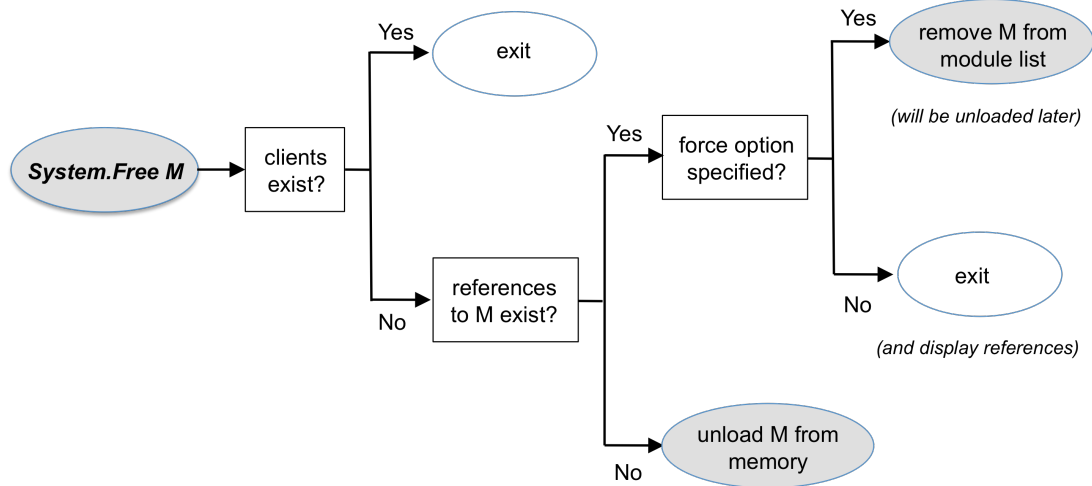 System.Free M
clients
exist?
Yes
exit
No
references
to M exist?
Yes
force option
specified?
Yes
remove M from
module list
(will be unloaded later)
No
exit
(and display references)
No
unload M from
memory